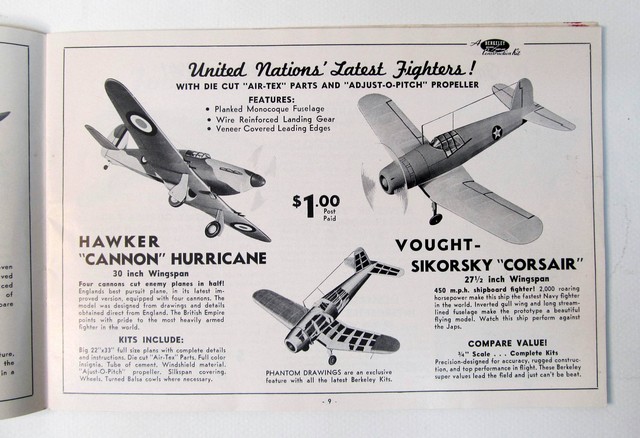 A BERKELEY
Construction Kit
United Nations' Latest Fighters!
WITH DIE CUT "AIR-TEX" PARTS AND "ADJUST-O-PITCH" PROPELLER
FEATURES:
• Planked Monocoque Fuselage
• Wire Reinforced Landing Gear
• Veneer Covered Leading Edges
$1.00
Post
Paid
HAWKER
"CANNON" HURRICANE
30 inch Wingspan
Four cannons cut enemy planes in half!
Englands best pursuit plane, in its latest im-
proved version, equipped with four cannons. The
model was designed from drawings and details
obtained direct from England. The British Empire
points with pride to the most heavily armed
fighter in the world.
KITS INCLUDE:
Big 22"x33" full size plans with complete details
and instructions. Die cut "Air-Tex" Parts. Full color
insignia. Tube of cement. Windshield material.
"Ajust-O-Pitch" propeller. Silkspan covering.
Wheels. Turned Balsa cowls where necessary.
PHANTOM DRAWINGS are an exclusive
feature with all the latest Berkeley Kits.
VOUGHT-
SIKORSKY "CORSAIR"
27½ inch Wingspan
450 m.p.h. shipboard fighter! 2,000 roaring
horsepower make this ship the fastest Navy fighter
in the world. Inverted gull wing and long stream-
lined fuselage make the prototype a beautiful
flying model. Watch this ship perform against
the Japs.
COMPARE VALUE!
¾" Scale . . . Complete Kits
Precision-designed for accuracy, rugged construc-
tion, and top performance in flight. These Berkeley
super values lead the field and just can't be beat.
- 9 -